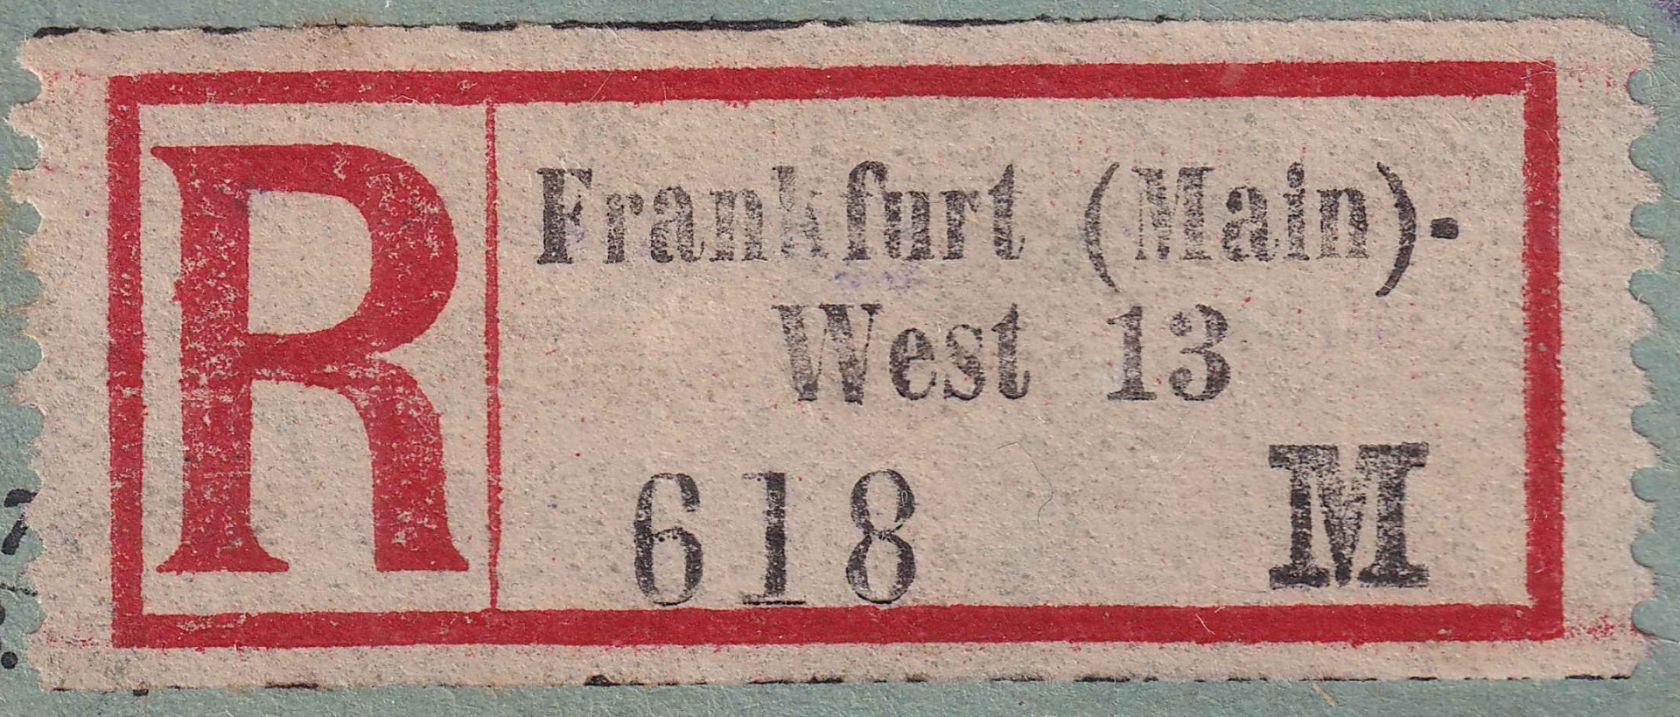 R
Frankfurt (Main)-
West 13
618 M